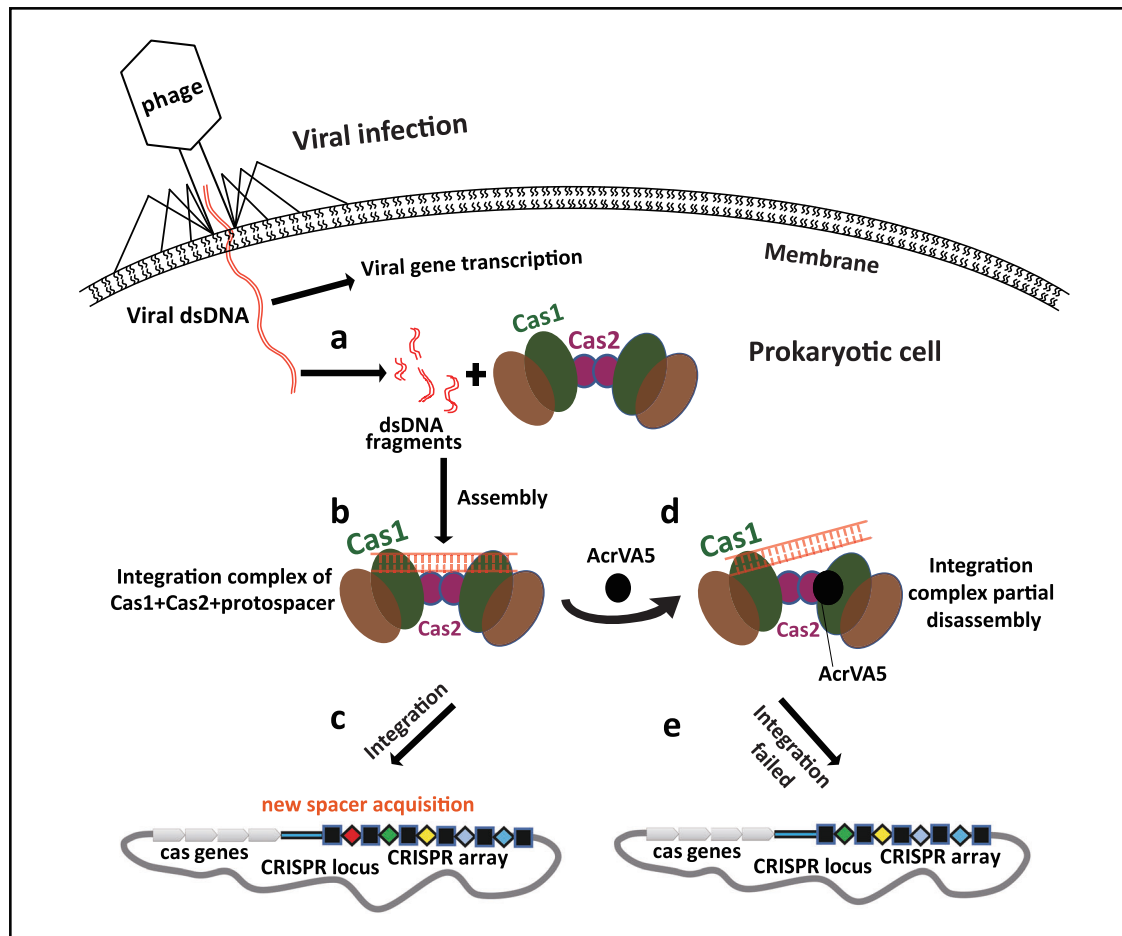 phage
Viral infection
Membrane
Viral gene transcription
Viral dsDNA
a
Cas1
Cas2
Prokaryotic cell
+
dsDNA
fragments
Assembly
b
Cas1
Integration complex of
Cas1+Cas2+protospacer
Cas2
AcrVA5
d
Cas1
Cas2
AcrVA5
Integration
complex partial
disassembly
c
Integration
new spacer acquisition
cas genes
CRISPR locus
CRISPR array
e
Integration
failed
cas genes
CRISPR locus
CRISPR array